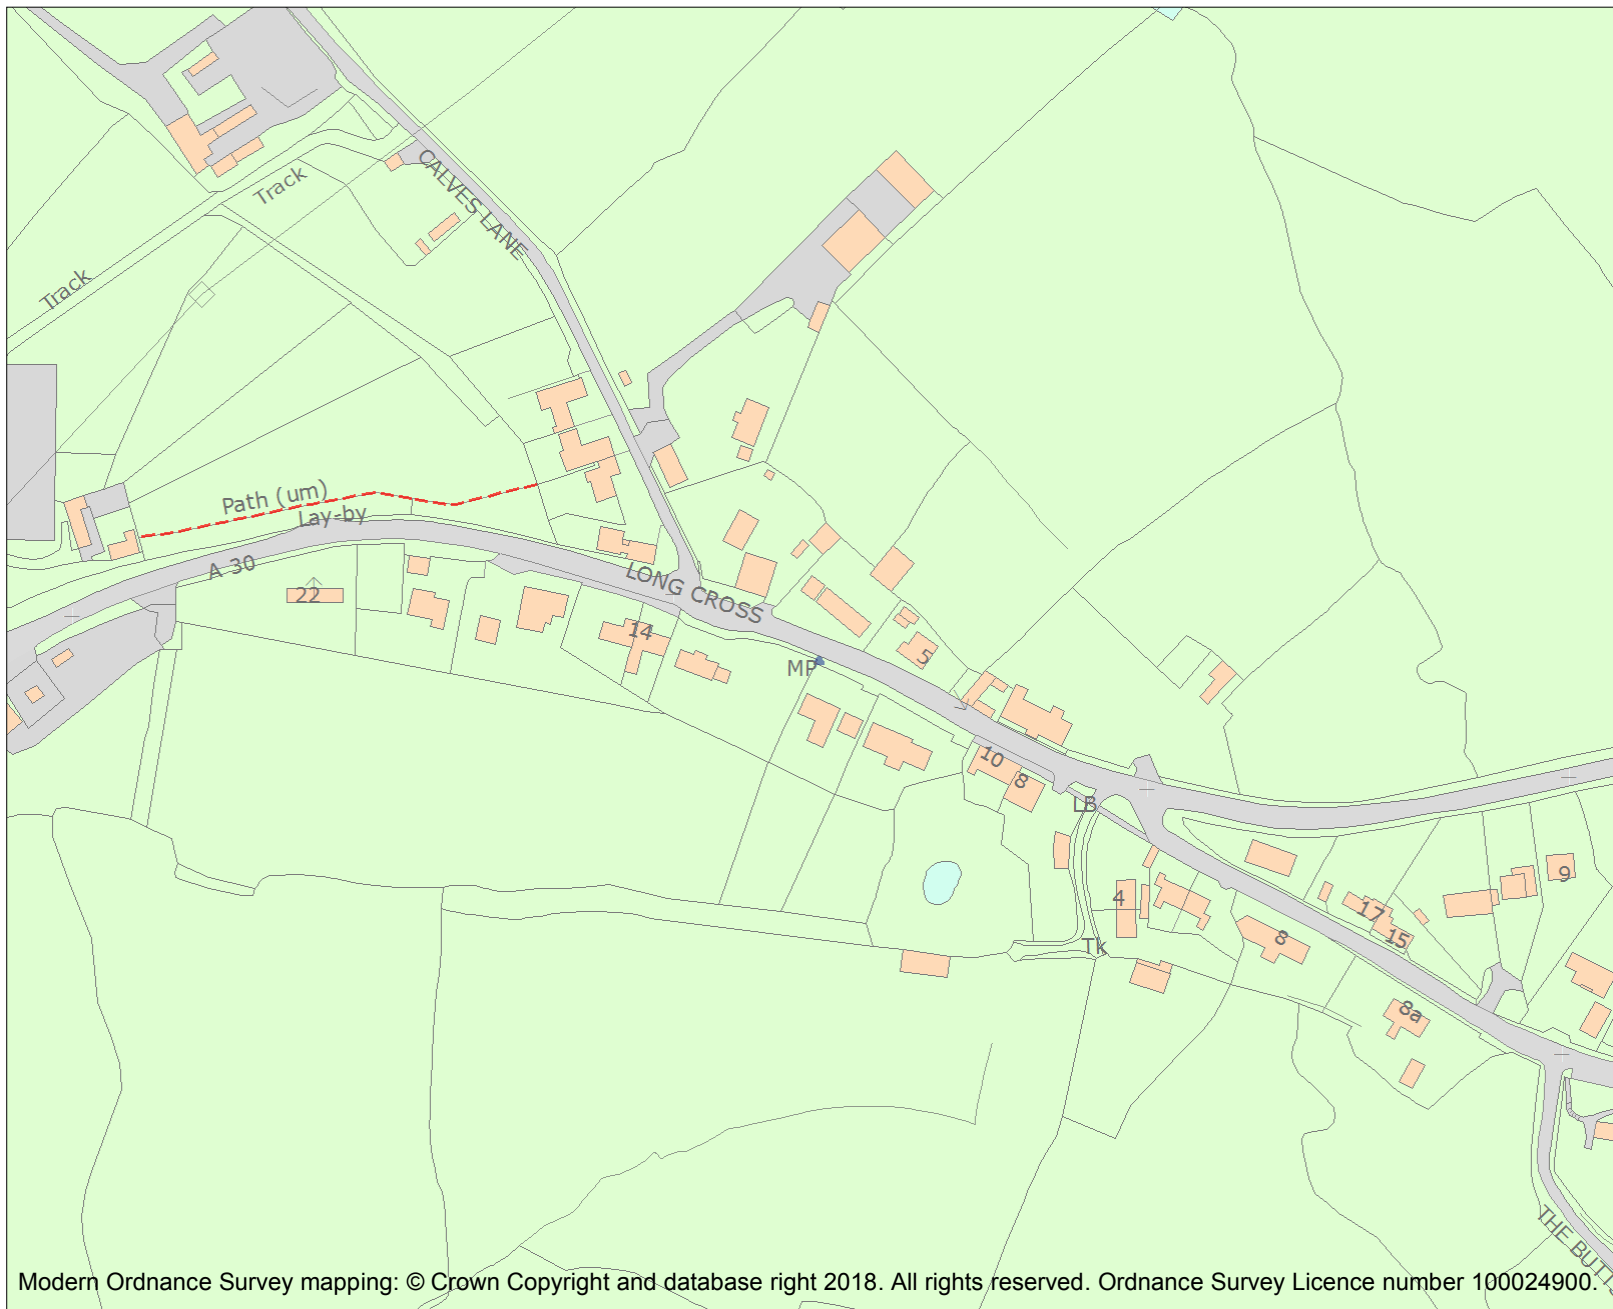 CALVES LANE
Track
Track
Path (um)
Lay-by
A 30
22
LONG CROSS
14
MP
5
10
8
LB
4
Tk
9
17
15
8
8a
THE BUTT
Modern Ordnance Survey mapping: © Crown Copyright and database right 2018. All rights reserved. Ordnance Survey Licence number 100024900.